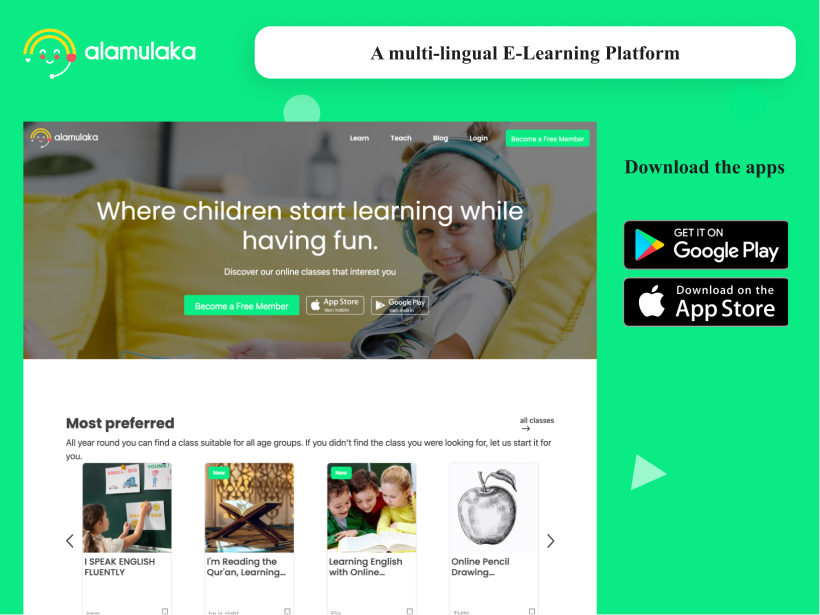 alamulaka
A multi-lingual E-Learning Platform
alamulaka
Learn Teach Blog Login Become a Free Member
Where children start learning while
having fun.
Discover our online classes that interest you
Become a Free Member
App Store
'dan indirin
Google Play
'den indirin
Download the apps
GET IT ON
Google Play
Download on the
App Store
Most preferred
all classes
All year round you can find a class suitable for all age groups. If you didn't find the class you were looking for, let us start it for
you.
SMALL BIG
New
New
I SPEAK ENGLISH
FLUENTLY
I'm Reading the
Qur'an, Learning...
Learning English
with Online...
Online Pencil
Drawing...